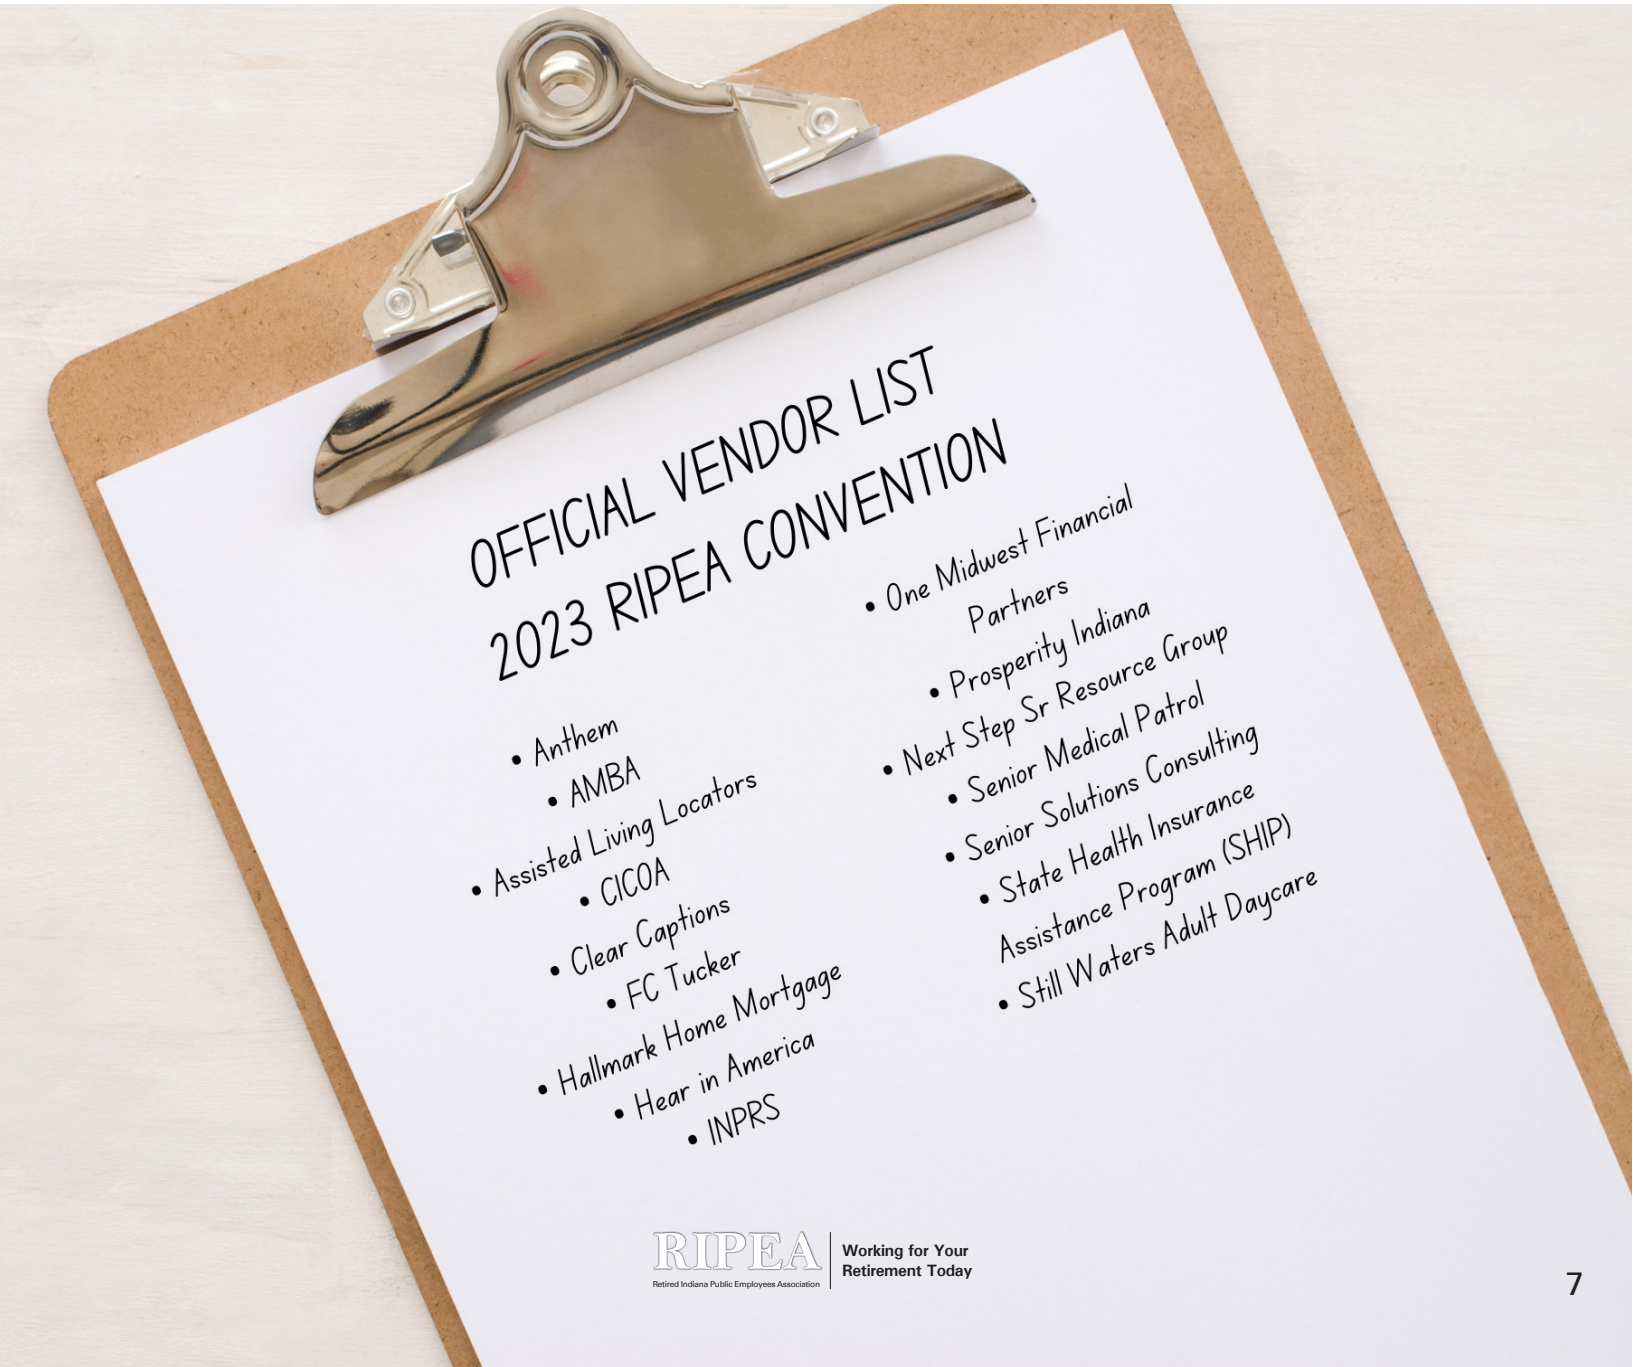 OFFICIAL VENDOR LIST
2023 RIPEA CONVENTION
• Anthem
• AMBA
• Assisted Living Locators
• CICOA
• Clear Captions
• FC Tucker
• Hallmark Home Mortgage
• Hear in America
• INPRS
• One Midwest Financial
Partners
• Prosperity Indiana
• Next Step Sr Resource Group
• Senior Medical Patrol
• Senior Solutions Consulting
• State Health Insurance
Assistance Program (SHIP)
• Still Waters Adult Daycare
RIPEA
Retired Indiana Public Employees Association
Working for Your
Retirement Today
7